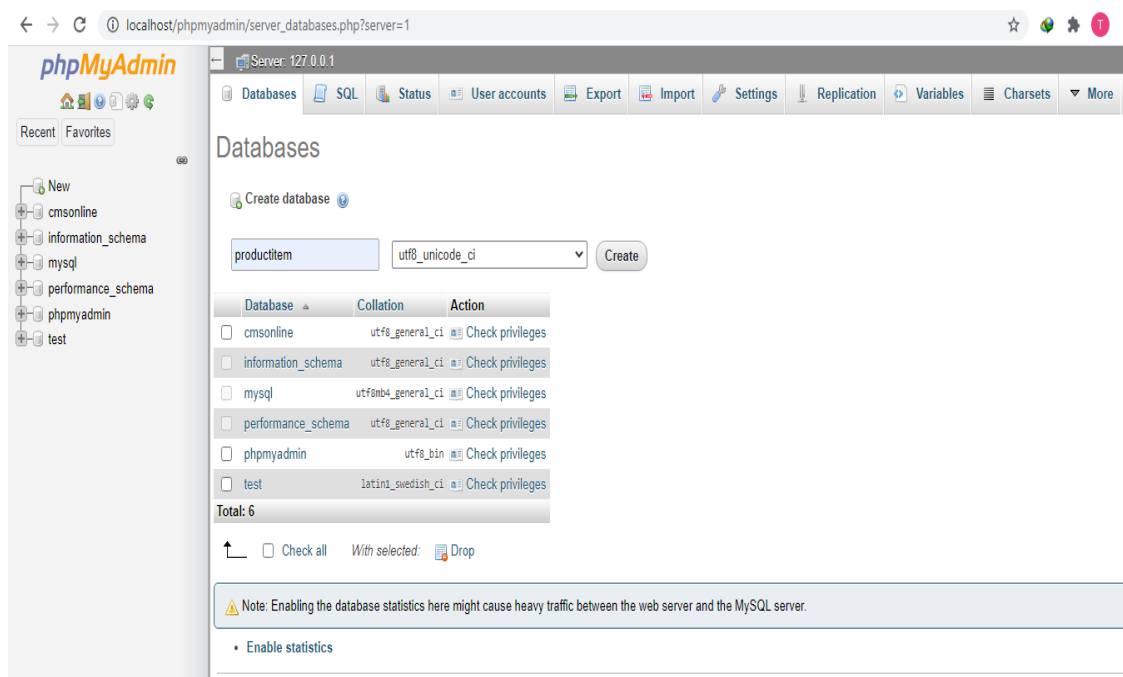 localhost/phpmyadmin/server_databases.php?server=1
T
phpMyAdmin
Recent Favorites
New
cmsonline
information_schema
mysql
performance_schema
phpmyadmin
test
Server: 127.0.0.1
Databases SQL Status User accounts Export Import Settings Replication Variables Charsets More
Databases
Create database
productitem utf8_unicode_ci Create
Database Collation Action
cmsonline utf8_general_ci Check privileges
information_schema utf8_general_ci Check privileges
mysql utf8mb4_general_ci Check privileges
performance_schema utf8_general_ci Check privileges
phpmyadmin utf8_bin Check privileges
test latin1_swedish_ci Check privileges
Total: 6
Check all With selected: Drop
Note: Enabling the database statistics here might cause heavy traffic between the web server and the MySQL server.
• Enable statistics